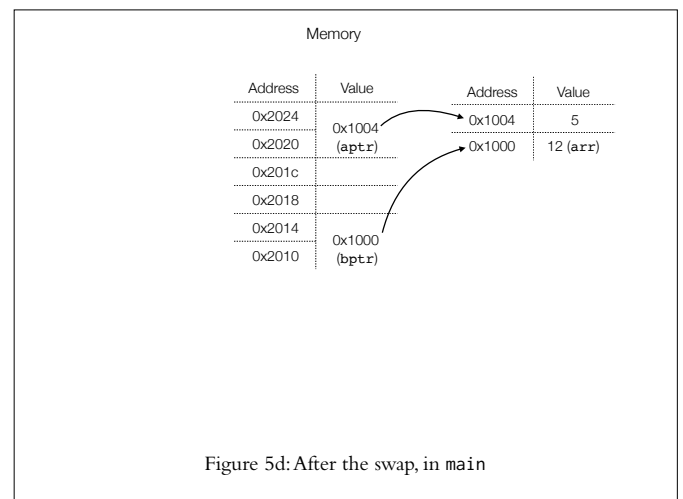 Memory
Address Value
0x2024
0x1004
(aptr)
0x2020
0x201c
0x2018
0x2014
0x1000
(bptr)
0x2010
Address Value
0x1004 5
0x1000 12 (arr)
Figure 5d: After the swap, in main